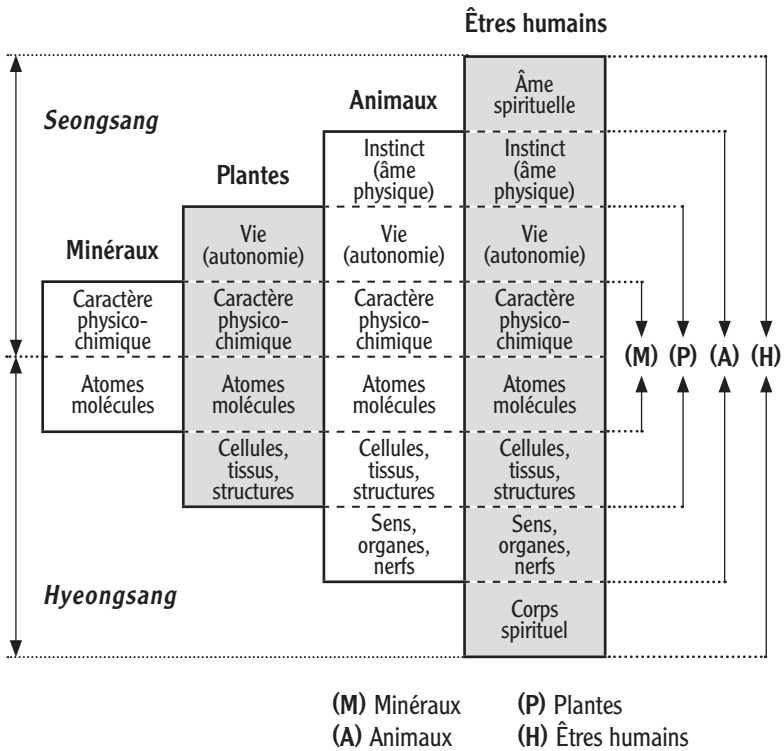 Êtres humains
Seongsang
Animaux
Âme
spirituelle
Plantes
Instinct
(âme
physique)
Instinct
(âme
physique)
Minéraux
Vie
(autonomie)
Vie
(autonomie)
Vie
(autonomie)
Caractère
physico-
chimique
Caractère
physico-
chimique
Caractère
physico-
chimique
Caractère
physico-
chimique
(M) (P) (A) (H)
Atomes
molécules
Atomes
molécules
Atomes
molécules
Atomes
molécules
Cellules,
tissus,
structures
Cellules,
tissus,
structures
Cellules,
tissus,
structures
Sens,
organes,
nerfs
Sens,
organes,
nerfs
Hyeongsang
Corps
spirituel
(M) Minéraux (P) Plantes
(A) Animaux (H) Êtres humains